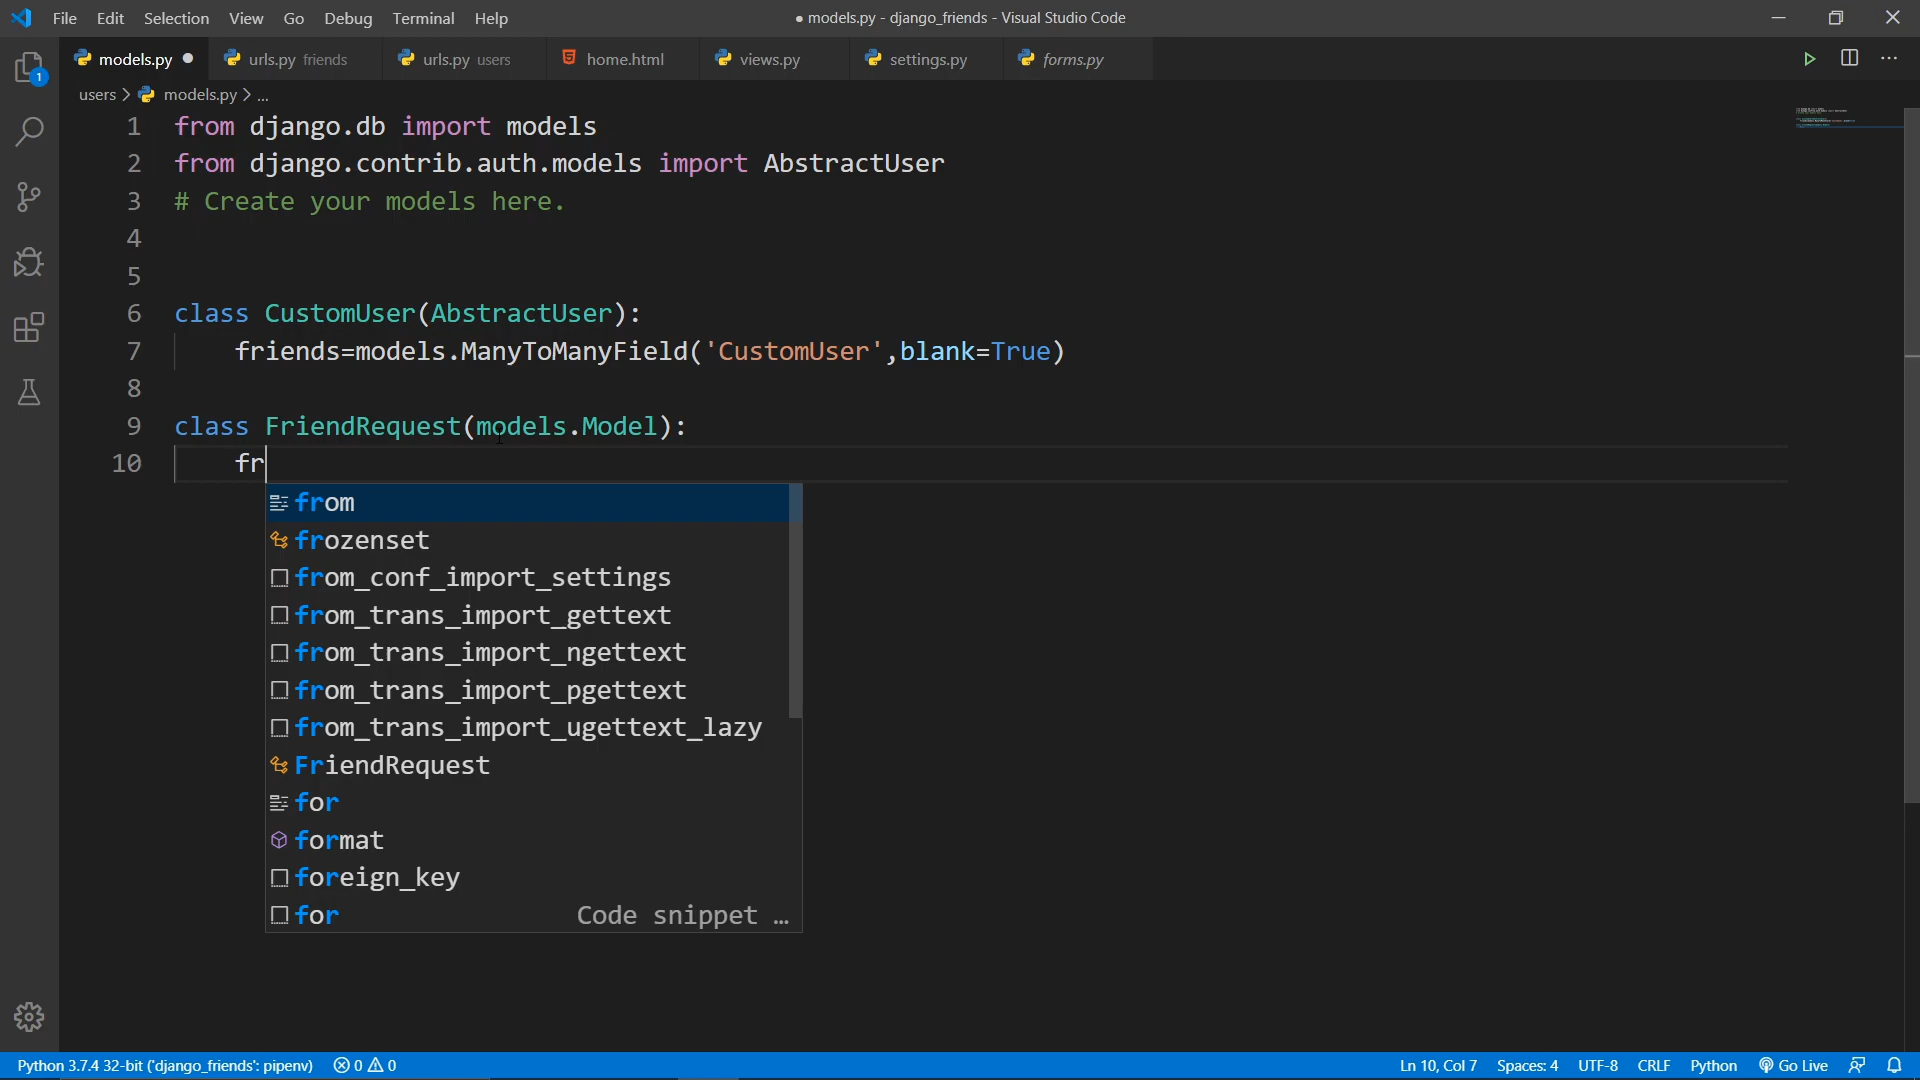 File Edit Selection View Go Debug Terminal Help
● models.py - django_friends - Visual Studio Code
models.py ● urls.py friends urls.py users home.html views.py settings.py forms.py
users > models.py > ...
1 from django.db import models
2 from django.contrib.auth.models import AbstractUser
3 # Create your models here.
4
5
6 class CustomUser(AbstractUser):
7 friends=models.ManyToManyField('CustomUser',blank=True)
8
9 class FriendRequest(models.Model):
10 fr
from
frozenset
from_conf_import_settings
from_trans_import_gettext
from_trans_import_ngettext
from_trans_import_pgettext
from_trans_import_ugettext_lazy
FriendRequest
for
format
foreign_key
for Code snippet …
1
Python 3.7.4 32-bit ('django_friends': pipenv) 0 0 Ln 10, Col 7 Spaces: 4 UTF-8 CRLF Python Go Live